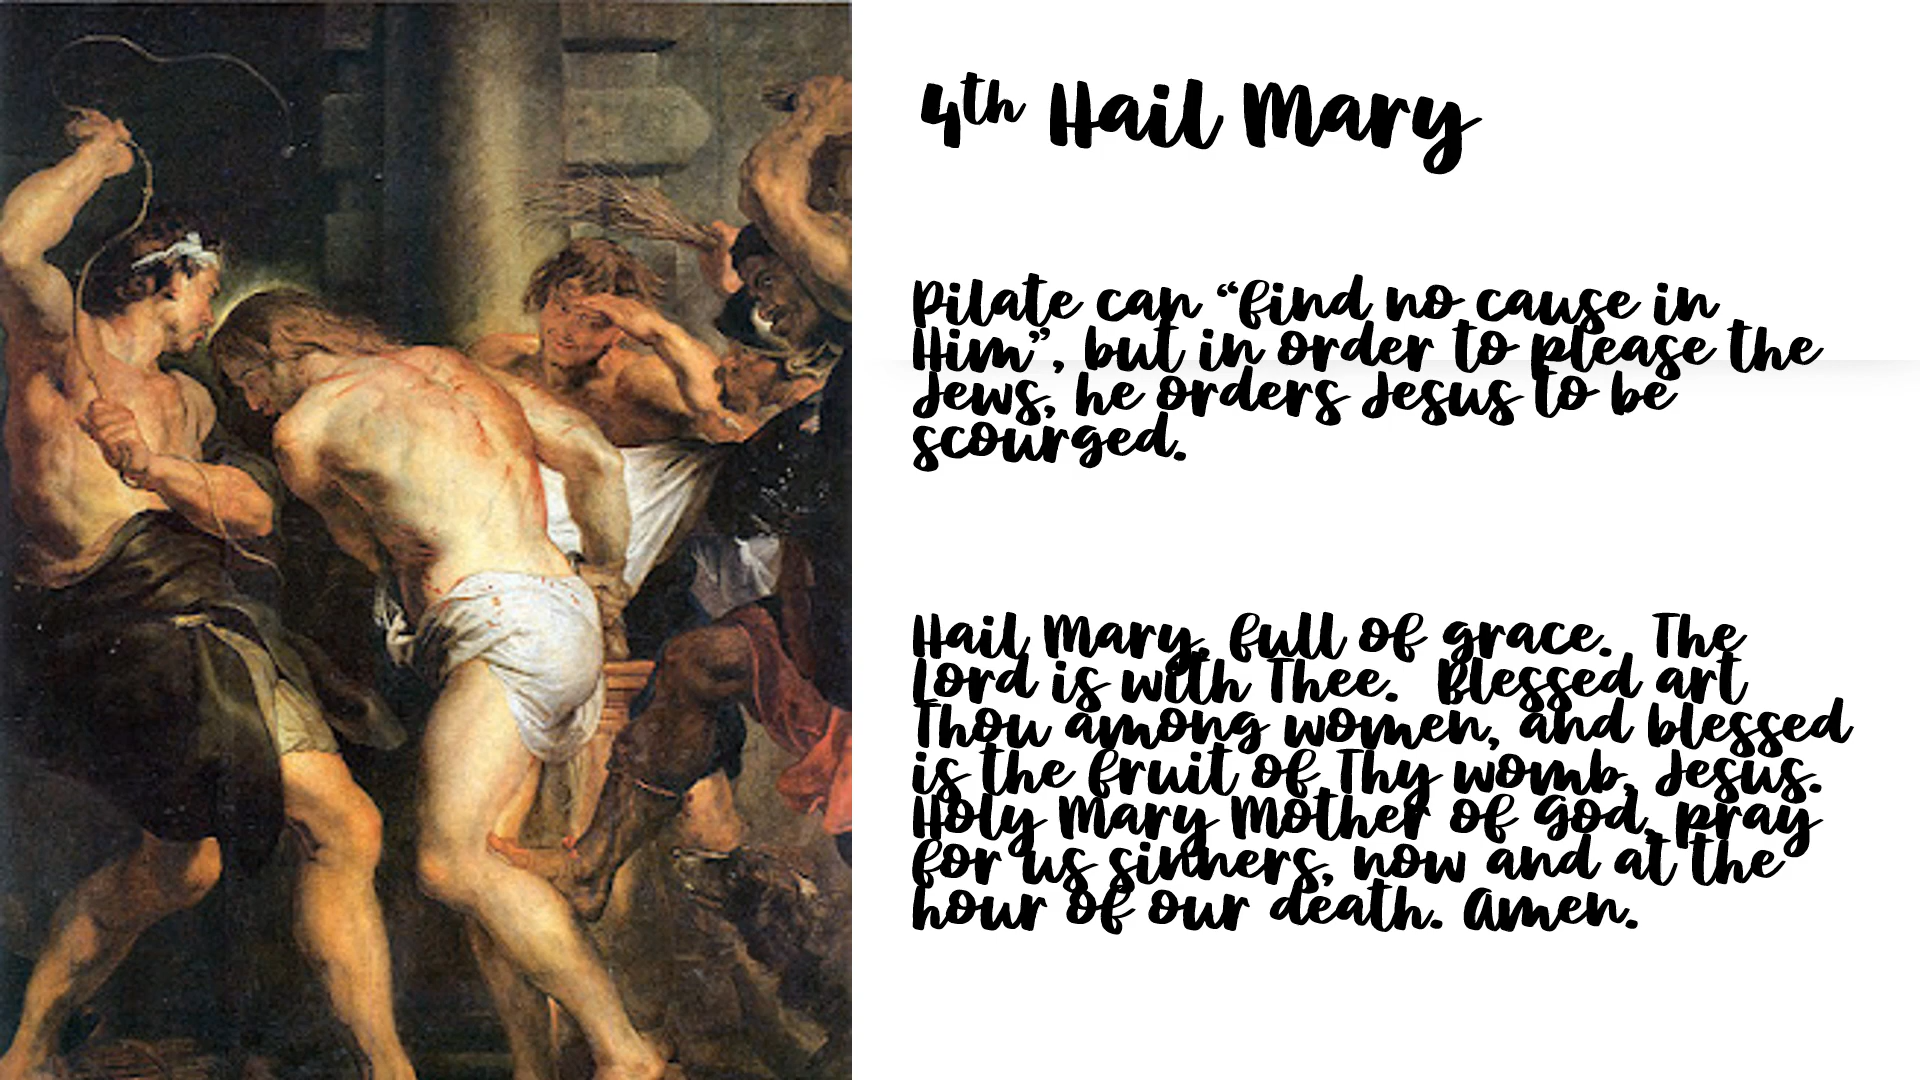 4th Hail Mary
Pilate can “find no cause in
Him”, but in order to please the
Jews, he orders Jesus to be
scourged.
Hail Mary, full of grace.  The
Lord is with Thee.  Blessed art
Thou among women, and blessed
is the fruit of Thy womb, Jesus.
Holy Mary Mother of God, pray
for us sinners, now and at the
hour of our death. Amen.